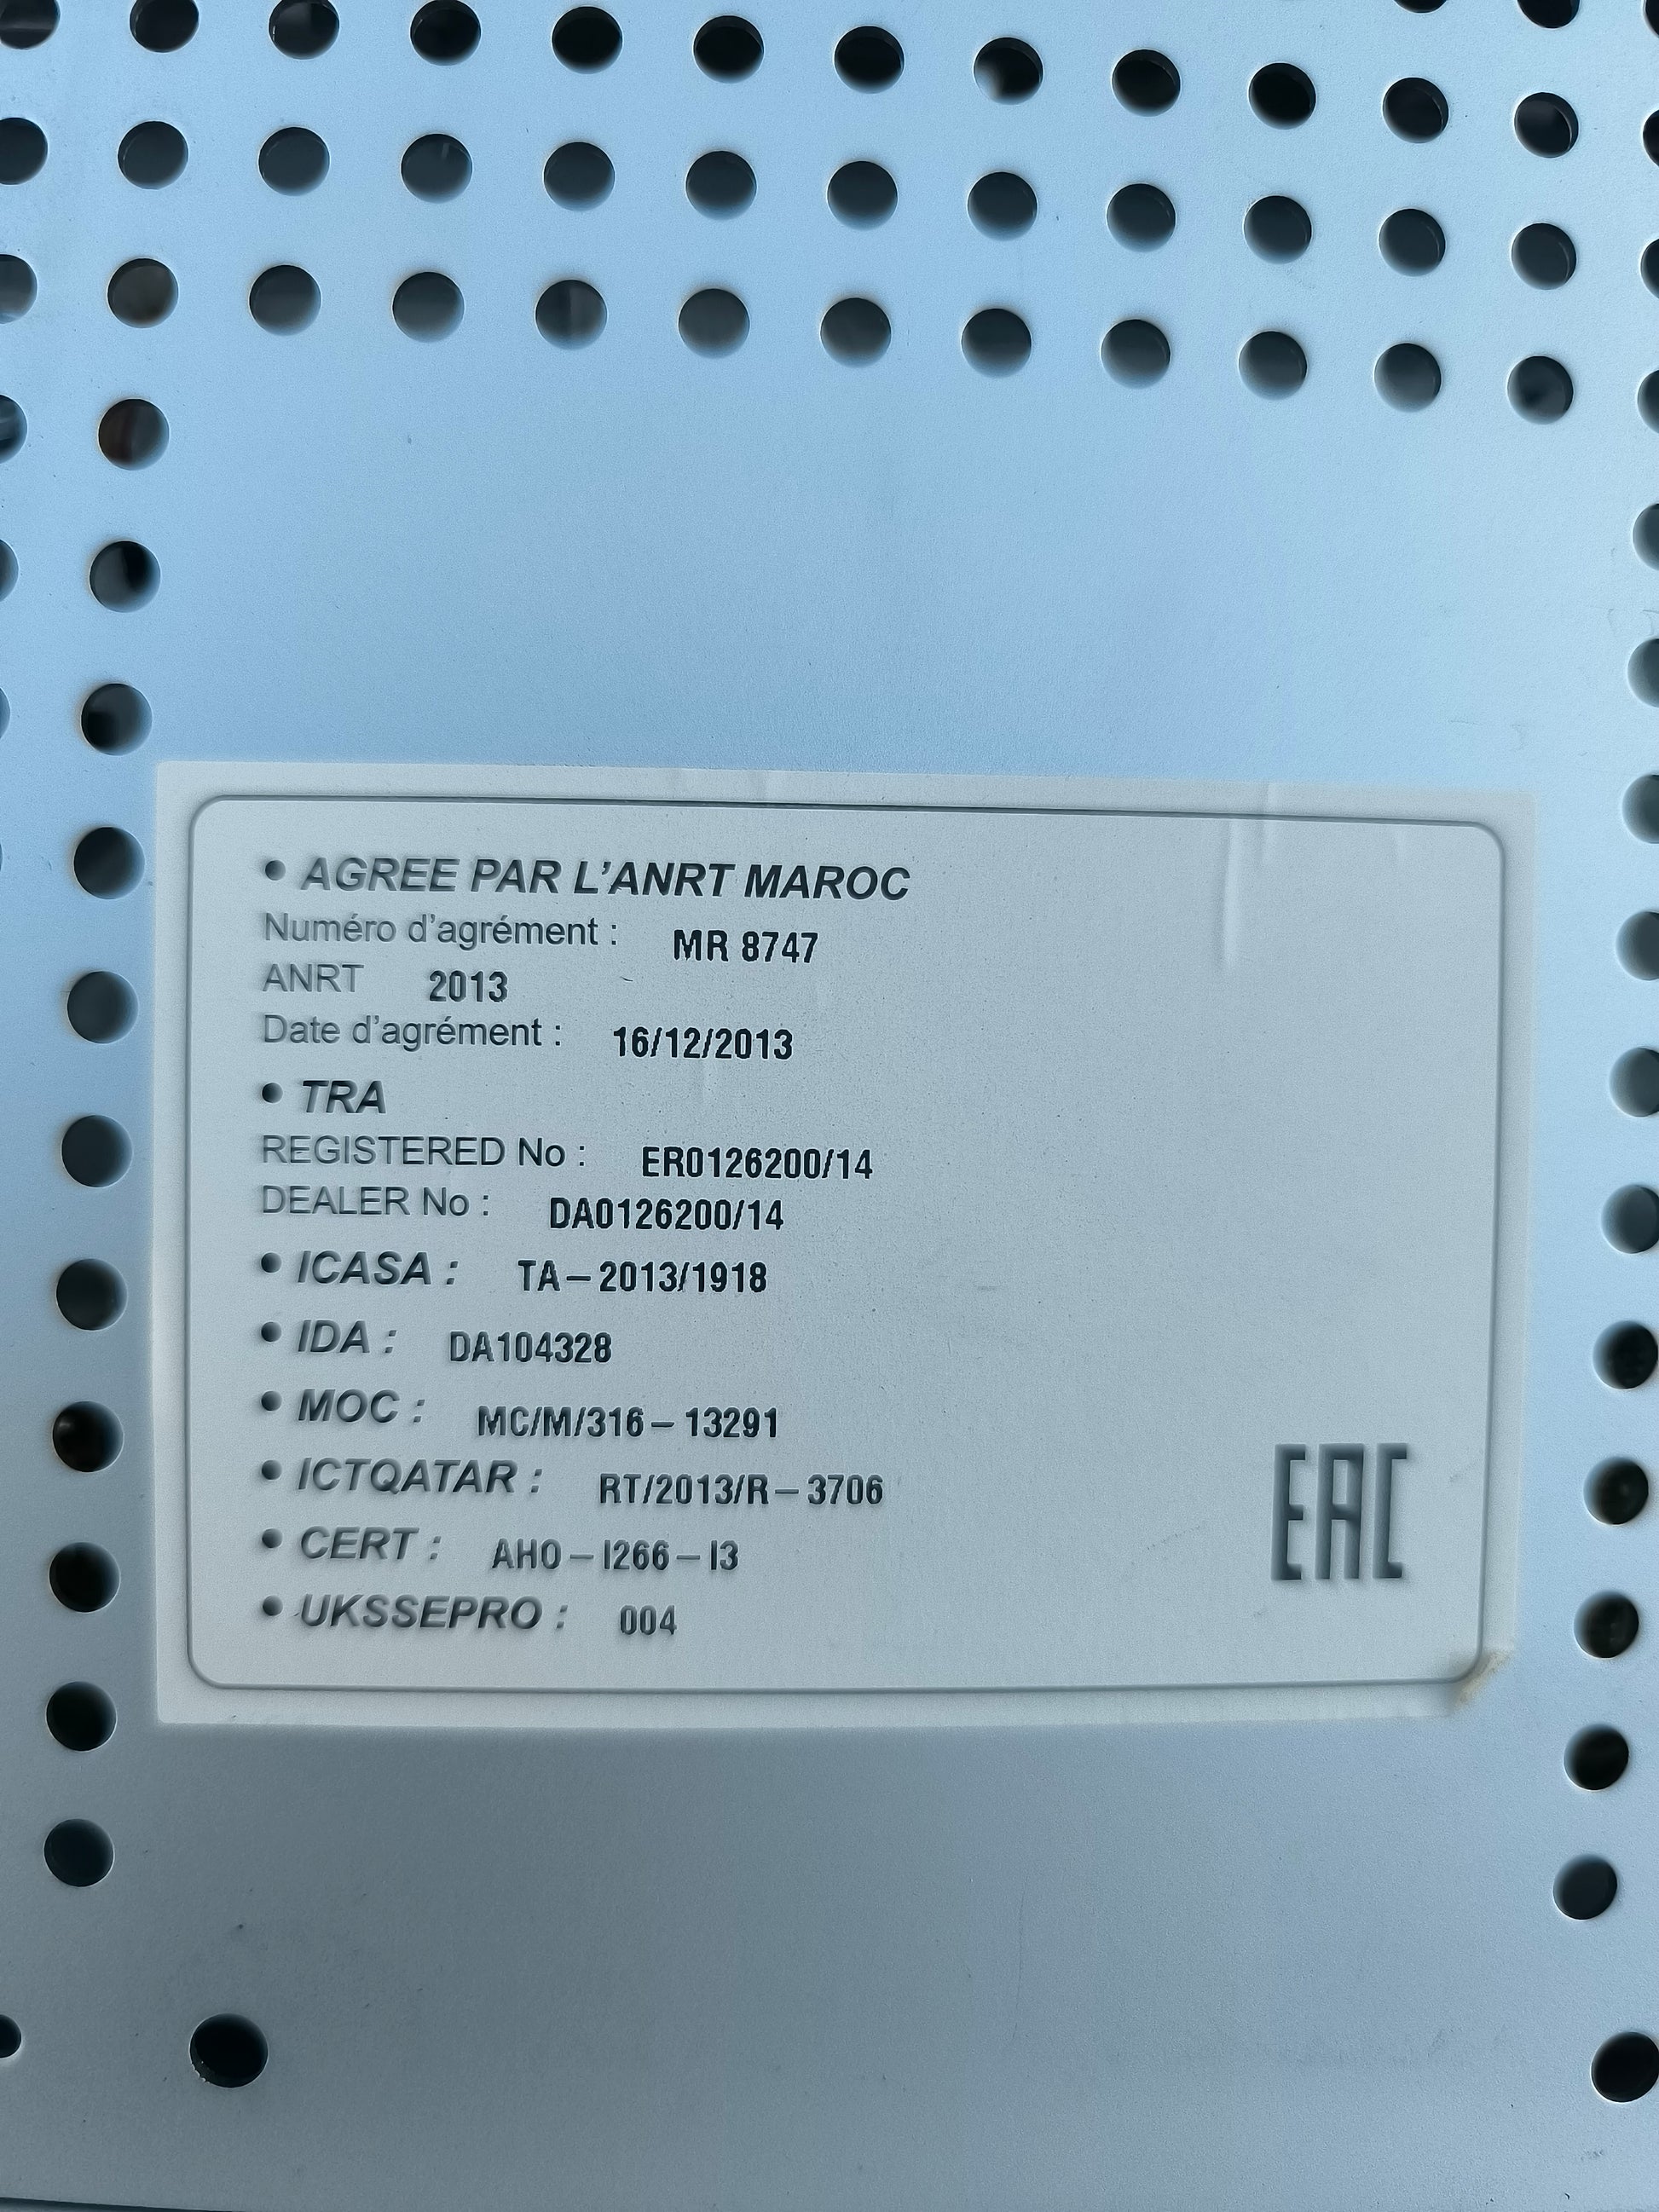 • AGREE PAR L'ANRT MAROC
Numéro d'agrément : MR 8747
ANRT 2013
Date d'agrément : 16/12/2013
• TRA
REGISTERED No : ER0126200/14
DEALER No : DA0126200/14
• ICASA : TA–2013/1918
• IDA : DA104328
• MOC : MC/M/316–13291
• ICTQATAR : RT/2013/R–3706
• CERT : AHO–I266–I3
• UKSSEPRO : 004
EAC